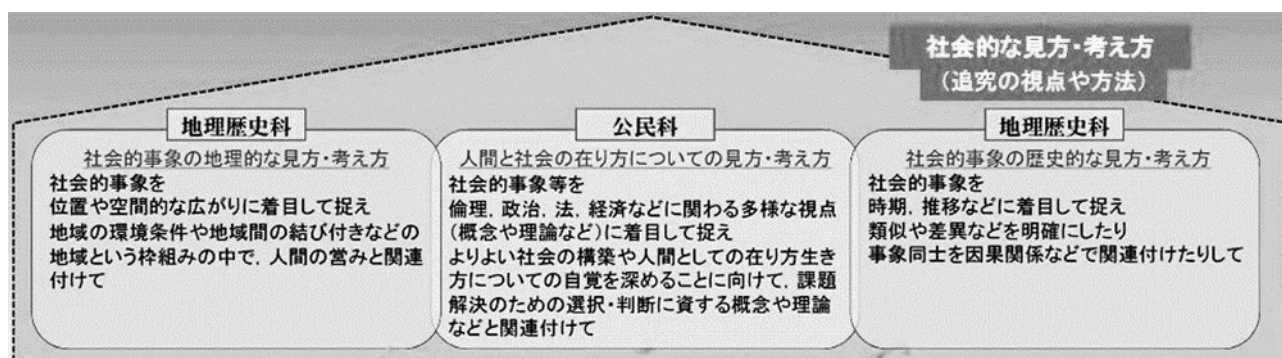 社会的な見方・考え方
(追究の視点や方法)
地理歴史科
社会的事象の地理的な見方・考え方
社会的事象を
位置や空間的な広がりに着目して捉え
地域の環境条件や地域間の結び付きなどの
地域という枠組みの中で,人間の営みと関連
付けて
公民科
人間と社会の在り方についての見方・考え方
社会的事象等を
倫理,政治,法,経済などに関わる多様な視点
(概念や理論など)に着目して捉え
よりよい社会の構築や人間としての在り方生き
方についての自覚を深めることに向けて,課題
解決のための選択・判断に資する概念や理論
などと関連付けて
地理歴史科
社会的事象の歴史的な見方・考え方
社会的事象を
時期,推移などに着目して捉え
類似や差異などを明確にしたり
事象同士を因果関係などで関連付けたりして